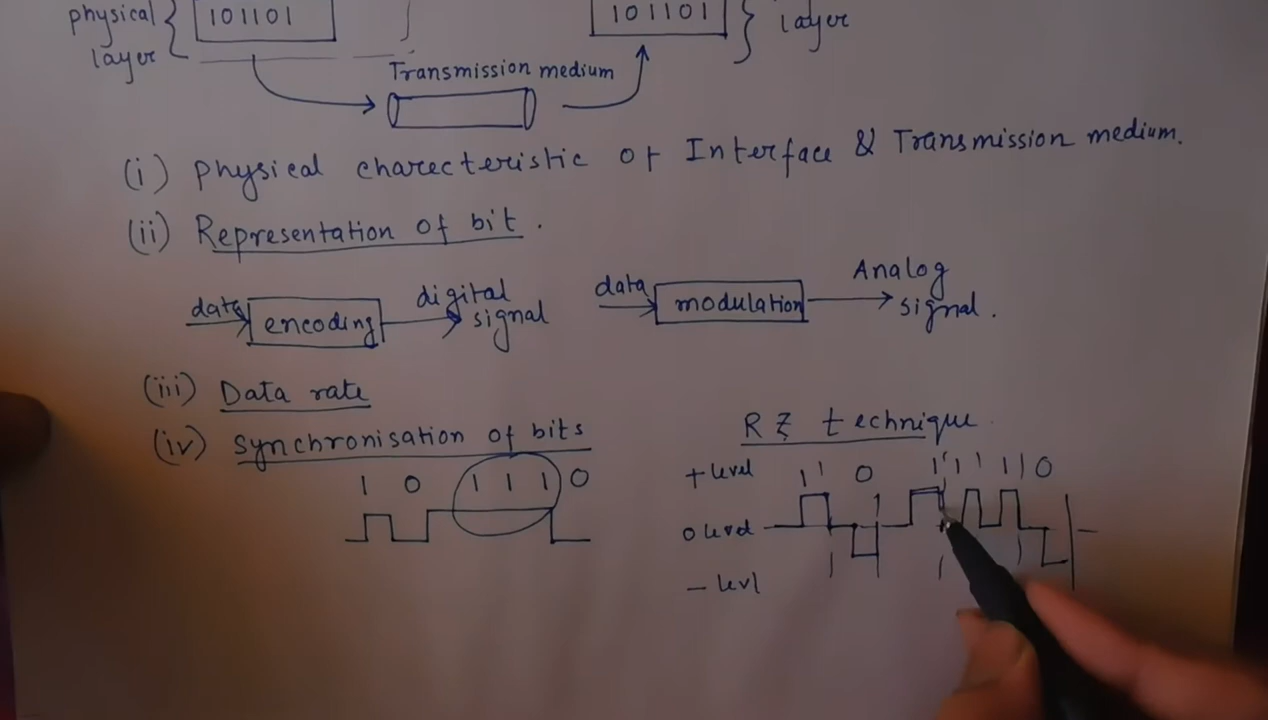 physical
layer
101101
101101
layer
Transmission medium
(i) physical charecteristic of Interface & Transmission medium.
(ii) Representation of bit.
data encoding digital signal
data modulation Analog signal.
(iii) Data rate
(iv) Synchronisation of bits
1 0 1 1 1 0
RZ technique
+ level
0 level
- levl
1 0 1 1 1 0